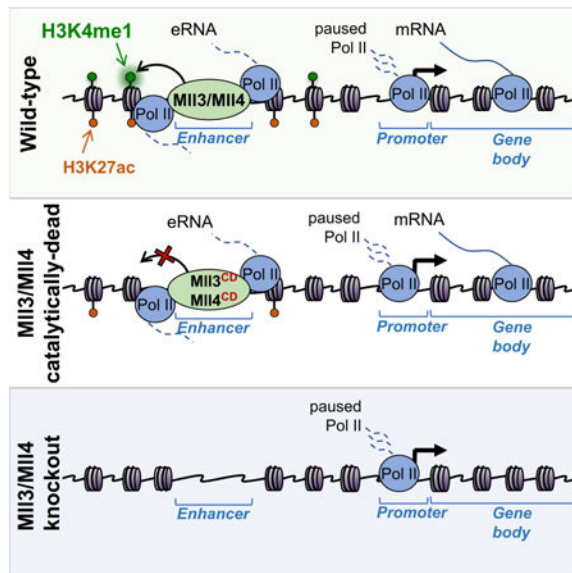 Wild-type
H3K4me1
eRNA
paused
Pol II
mRNA
Pol II
Mll3/Mll4
Pol II
Pol II
Pol II
H3K27ac
Enhancer
Promoter
Gene
body
Mll3/Mll4
catalytically-dead
eRNA
paused
Pol II
mRNA
Pol II
Mll3CD
Mll4CD
Pol II
Pol II
Pol II
Enhancer
Promoter
Gene
body
Mll3/Mll4
knockout
paused
Pol II
Pol II
Enhancer
Promoter
Gene
body